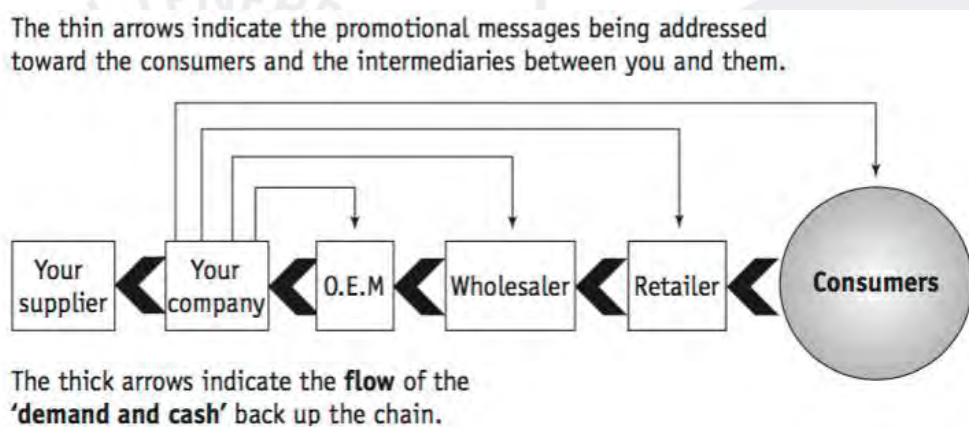 The thin arrows indicate the promotional messages being addressed
toward the consumers and the intermediaries between you and them.
Your
supplier
Your
company
O.E.M
Wholesaler
Retailer
Consumers
The thick arrows indicate the flow of the
'demand and cash' back up the chain.